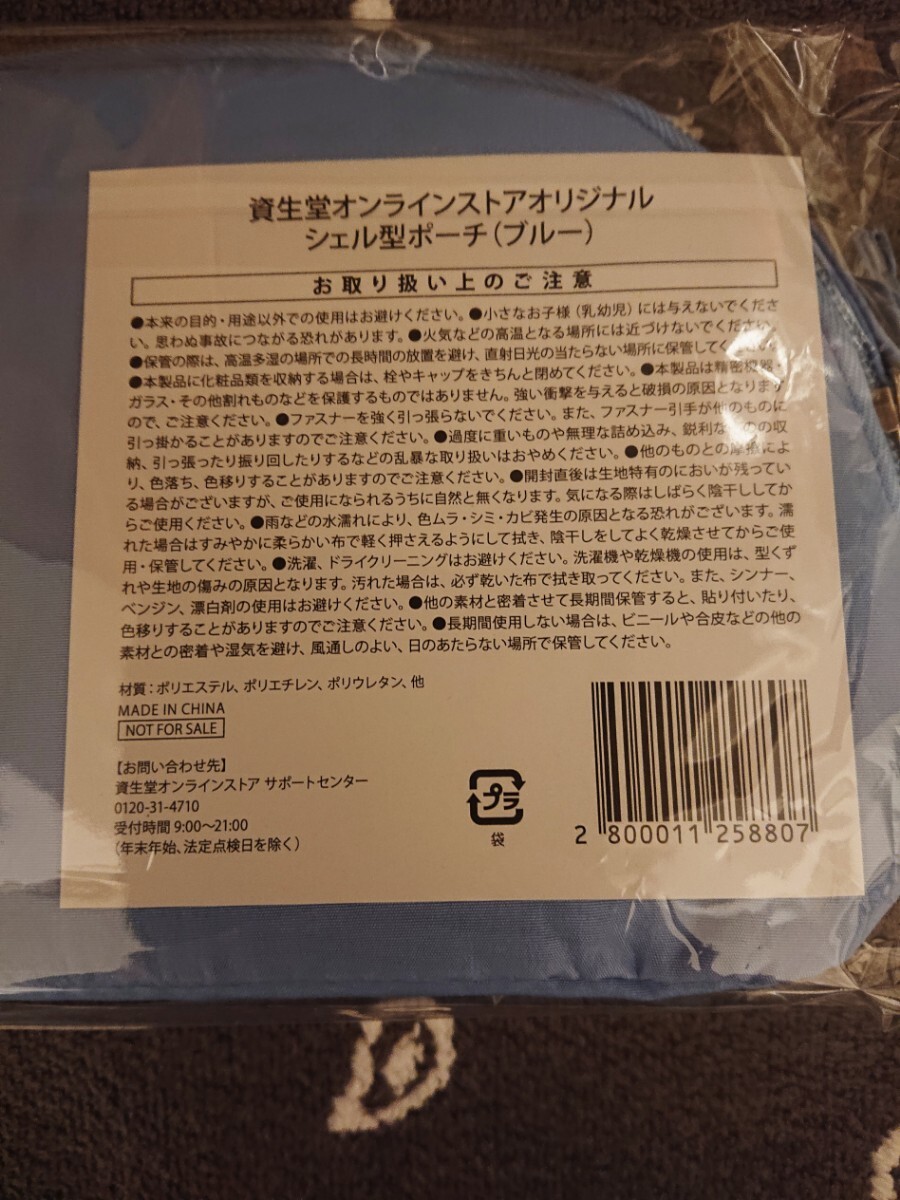 資生堂オンラインストアオリジナル
シェル型ポーチ(ブルー)
お取り扱い上のご注意
●本来の目的・用途以外での使用はお避けください。●小さなお子様(乳幼児)には与えないでくださ
い。思わぬ事故につながる恐れがあります。●火気などの高温となる場所には近づけないでください。
●保管の際は、高温多湿の場所での長時間の放置を避け、直射日光の当たらない場所に保管してください。
●本製品に化粧品類を収納する場合は、栓やキャップをきちんと閉めてください。●本製品は精密機器・
ガラス・その他割れものなどを保護するものではありません。強い衝撃を与えると破損の原因となります
ので、ご注意ください。●ファスナーを強く引っ張らないでください。また、ファスナー引手が他のものに
引っ掛かることがありますのでご注意ください。●過度に重いものや無理な詰め込み、鋭利なものの収
納、引っ張ったり振り回したりするなどの乱暴な取り扱いはおやめください。●他のものとの摩擦によ
り、色落ち、色移りすることがありますのでご注意ください。●開封直後は生地特有のにおいが残ってい
る場合がございますが、ご使用になられるうちに自然と無くなります。気になる際はしばらく陰干ししてか
らご使用ください。●雨などの水濡れにより、色ムラ・シミ・カビ発生の原因となる恐れがございます。濡
れた場合はすみやかに柔らかい布で軽く押さえるようにして拭き、陰干しをしてよく乾燥させてからご使
用・保管してください。●洗濯、ドライクリーニングはお避けください。洗濯機や乾燥機の使用は、型くず
れや生地の傷みの原因となります。汚れた場合は、必ず乾いた布で拭き取ってください。また、シンナー、
ベンジン、漂白剤の使用はお避けください。●他の素材と密着させて長期間保管すると、貼り付いたり、
色移りすることがありますのでご注意ください。●長期間使用しない場合は、ビニールや合皮などの他の
素材との密着や湿気を避け、風通しのよい、日のあたらない場所で保管してください。
材質:ポリエステル、ポリエチレン、ポリウレタン、他
MADE IN CHINA
NOT FOR SALE
【お問い合わせ先】
資生堂オンラインストア サポートセンター
0120-31-4710
受付時間 9:00〜21:00
(年末年始、法定点検日を除く)
プラ
袋
2 800011 258807